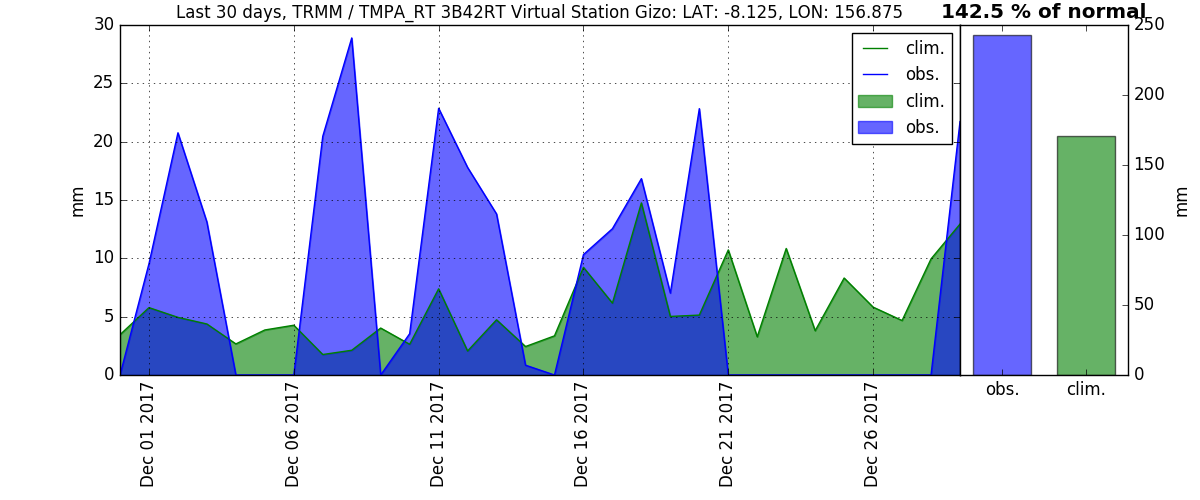 Last 30 days, TRMM / TMPA_RT 3B42RT Virtual Station Gizo: LAT: -8.125, LON: 156.875
142.5 % of normal
30
25
20
15
10
5
0
mm
clim.
obs.
clim.
obs.
250
200
150
100
50
0
mm
obs.
clim.
Dec 01 2017
Dec 06 2017
Dec 11 2017
Dec 16 2017
Dec 21 2017
Dec 26 2017